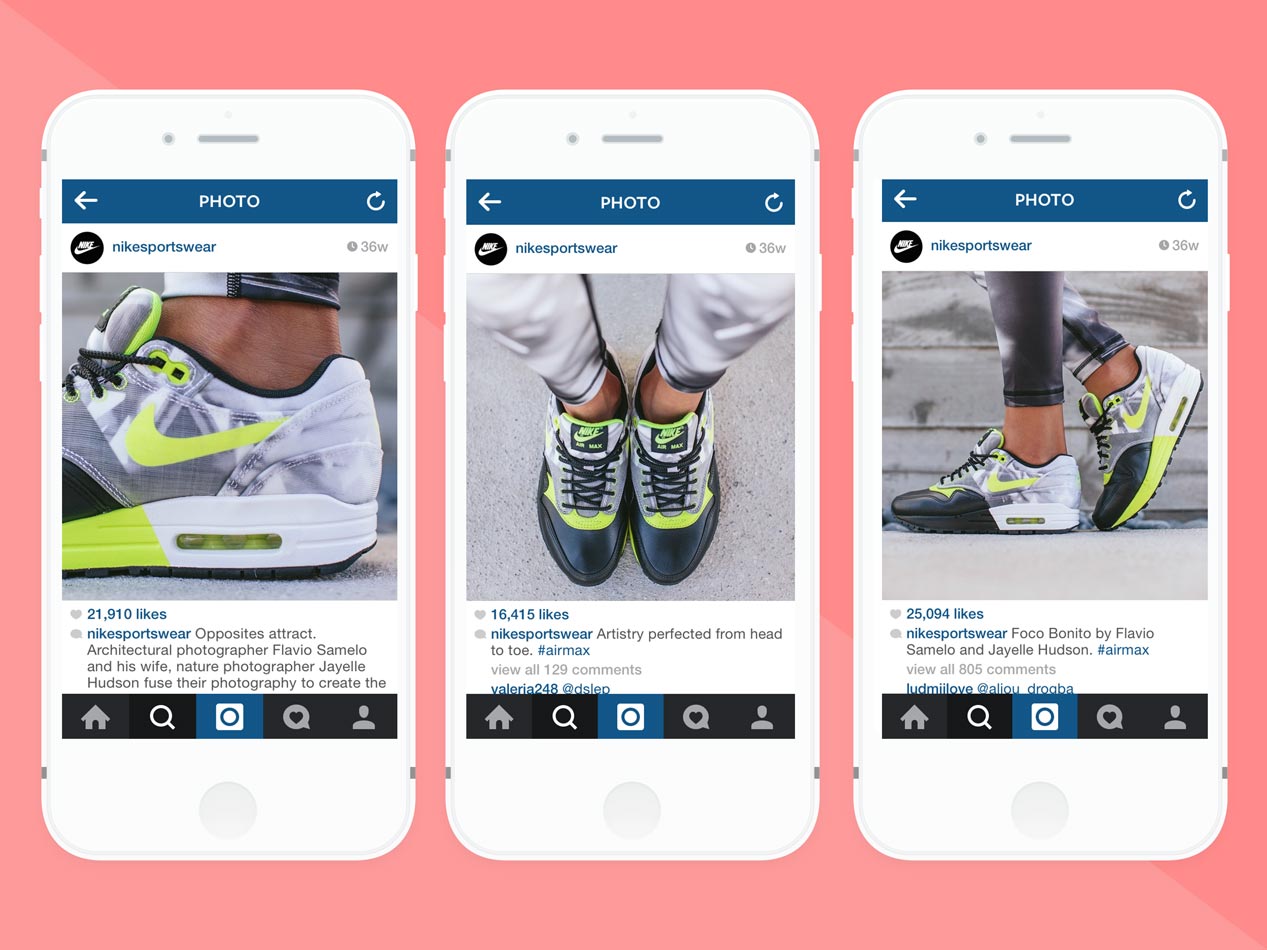 PHOTO
nikesportswear 36w
21,910 likes
nikesportswear Opposites attract.
Architectural photographer Flavio Samelo
and his wife, nature photographer Jayelle
Hudson fuse their photography to create the
PHOTO
nikesportswear 36w
NIKE
AIR MAX
NIKE
AIR MAX
16,415 likes
nikesportswear Artistry perfected from head
to toe. #airmax
view all 129 comments
valeria248 @dslep
PHOTO
nikesportswear 36w
25,094 likes
nikesportswear Foco Bonito by Flavio
Samelo and Jayelle Hudson. #airmax
view all 805 comments
ludmiilove @aliou_drogba